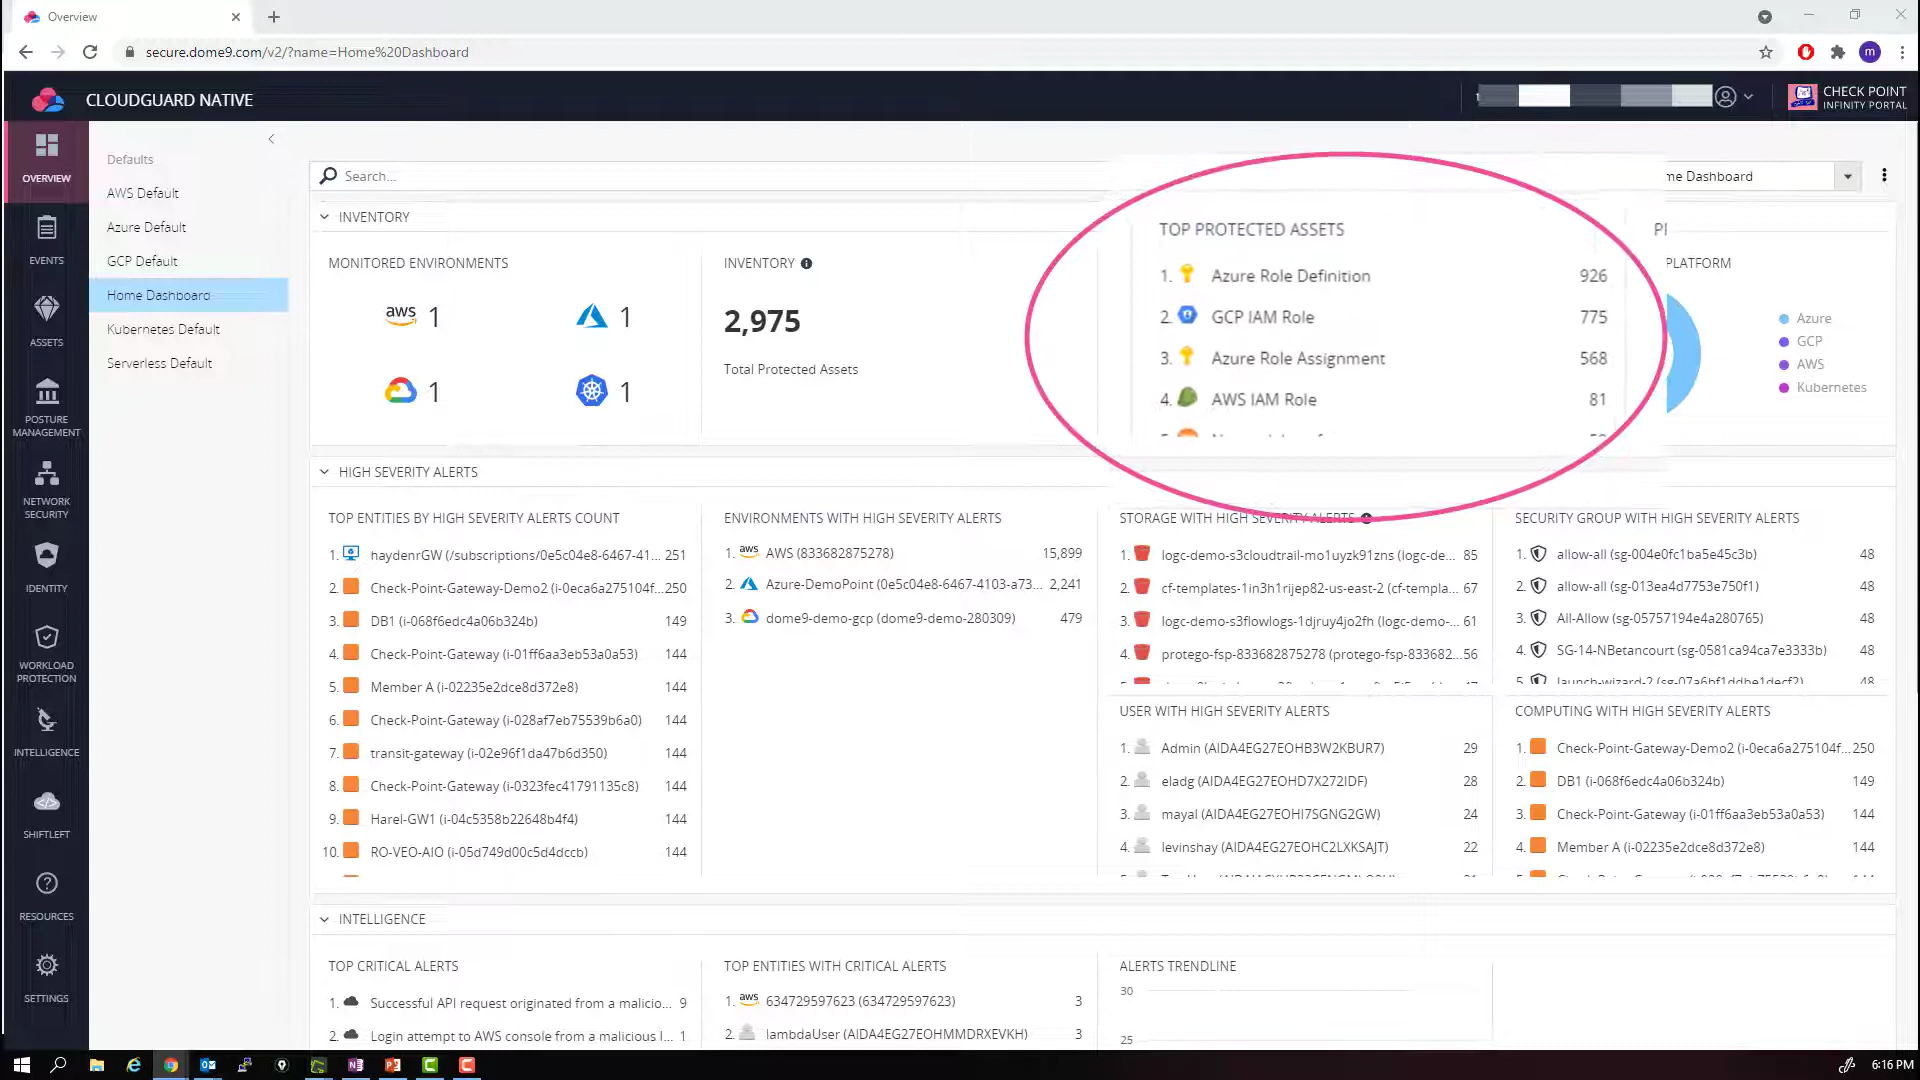 Overview
secure.dome9.com/v2/?name=Home%20Dashboard
m
CLOUDGUARD NATIVE
CHECK POINT
INFINITY PORTAL
OVERVIEW
EVENTS
ASSETS
POSTURE
MANAGEMENT
NETWORK
SECURITY
IDENTITY
WORKLOAD
PROTECTION
INTELLIGENCE
SHIFTLEFT
RESOURCES
SETTINGS
Defaults
AWS Default
Azure Default
GCP Default
Home Dashboard
Kubernetes Default
Serverless Default
Search...
me Dashboard
INVENTORY
MONITORED ENVIRONMENTS
aws 1
1
1
1
INVENTORY
2,975
Total Protected Assets
TOP PROTECTED ASSETS
1. Azure Role Definition 926
2. GCP IAM Role 775
3. Azure Role Assignment 568
4. AWS IAM Role 81
PLATFORM
Azure
GCP
AWS
Kubernetes
HIGH SEVERITY ALERTS
TOP ENTITIES BY HIGH SEVERITY ALERTS COUNT
1. haydenrGW (/subscriptions/0e5c04e8-6467-41... 251
2. Check-Point-Gateway-Demo2 (i-0eca6a275104f... 250
3. DB1 (i-068f6edc4a06b324b) 149
4. Check-Point-Gateway (i-01ff6aa3eb53a0a53) 144
5. Member A (i-02235e2dce8d372e8) 144
6. Check-Point-Gateway (i-028af7eb75539b6a0) 144
7. transit-gateway (i-02e96f1da47b6d350) 144
8. Check-Point-Gateway (i-0323fec41791135c8) 144
9. Harel-GW1 (i-04c5358b22648b4f4) 144
10. RO-VEO-AIO (i-05d749d00c5d4dccb) 144
ENVIRONMENTS WITH HIGH SEVERITY ALERTS
1. aws AWS (833682875278) 15,899
2. Azure-DemoPoint (0e5c04e8-6467-4103-a73... 2,241
3. dome9-demo-gcp (dome9-demo-280309) 479
STORAGE WITH HIGH SEVERITY ALERTS
1. logc-demo-s3cloudtrail-mo1uyzk91zns (logc-de... 85
2. cf-templates-1in3h1rijep82-us-east-2 (cf-templa... 67
3. logc-demo-s3flowlogs-1djruy4jo2fh (logc-demo-... 61
4. protego-fsp-833682875278 (protego-fsp-833682... 56
SECURITY GROUP WITH HIGH SEVERITY ALERTS
1. allow-all (sg-004e0fc1ba5e45c3b) 48
2. allow-all (sg-013ea4d7753e750f1) 48
3. All-Allow (sg-05757194e4a280765) 48
4. SG-14-NBetancourt (sg-0581ca94ca7e3333b) 48
5. launch-wizard-2 (sg-07a6bf1ddbe1decf2) 48
USER WITH HIGH SEVERITY ALERTS
1. Admin (AIDA4EG27EOHB3W2KBUR7) 29
2. eladg (AIDA4EG27EOHD7X272IDF) 28
3. mayal (AIDA4EG27EOHI7SGNG2GW) 24
4. levinshay (AIDA4EG27EOHC2LXKSAJT) 22
COMPUTING WITH HIGH SEVERITY ALERTS
1. Check-Point-Gateway-Demo2 (i-0eca6a275104f... 250
2. DB1 (i-068f6edc4a06b324b) 149
3. Check-Point-Gateway (i-01ff6aa3eb53a0a53) 144
4. Member A (i-02235e2dce8d372e8) 144
INTELLIGENCE
TOP CRITICAL ALERTS
1. Successful API request originated from a malicio... 9
2. Login attempt to AWS console from a malicious I... 1
TOP ENTITIES WITH CRITICAL ALERTS
1. aws 634729597623 (634729597623) 3
2. lambdaUser (AIDA4EG27EOHMMDRXEVKH) 3
ALERTS TRENDLINE
30
25
6:16 PM